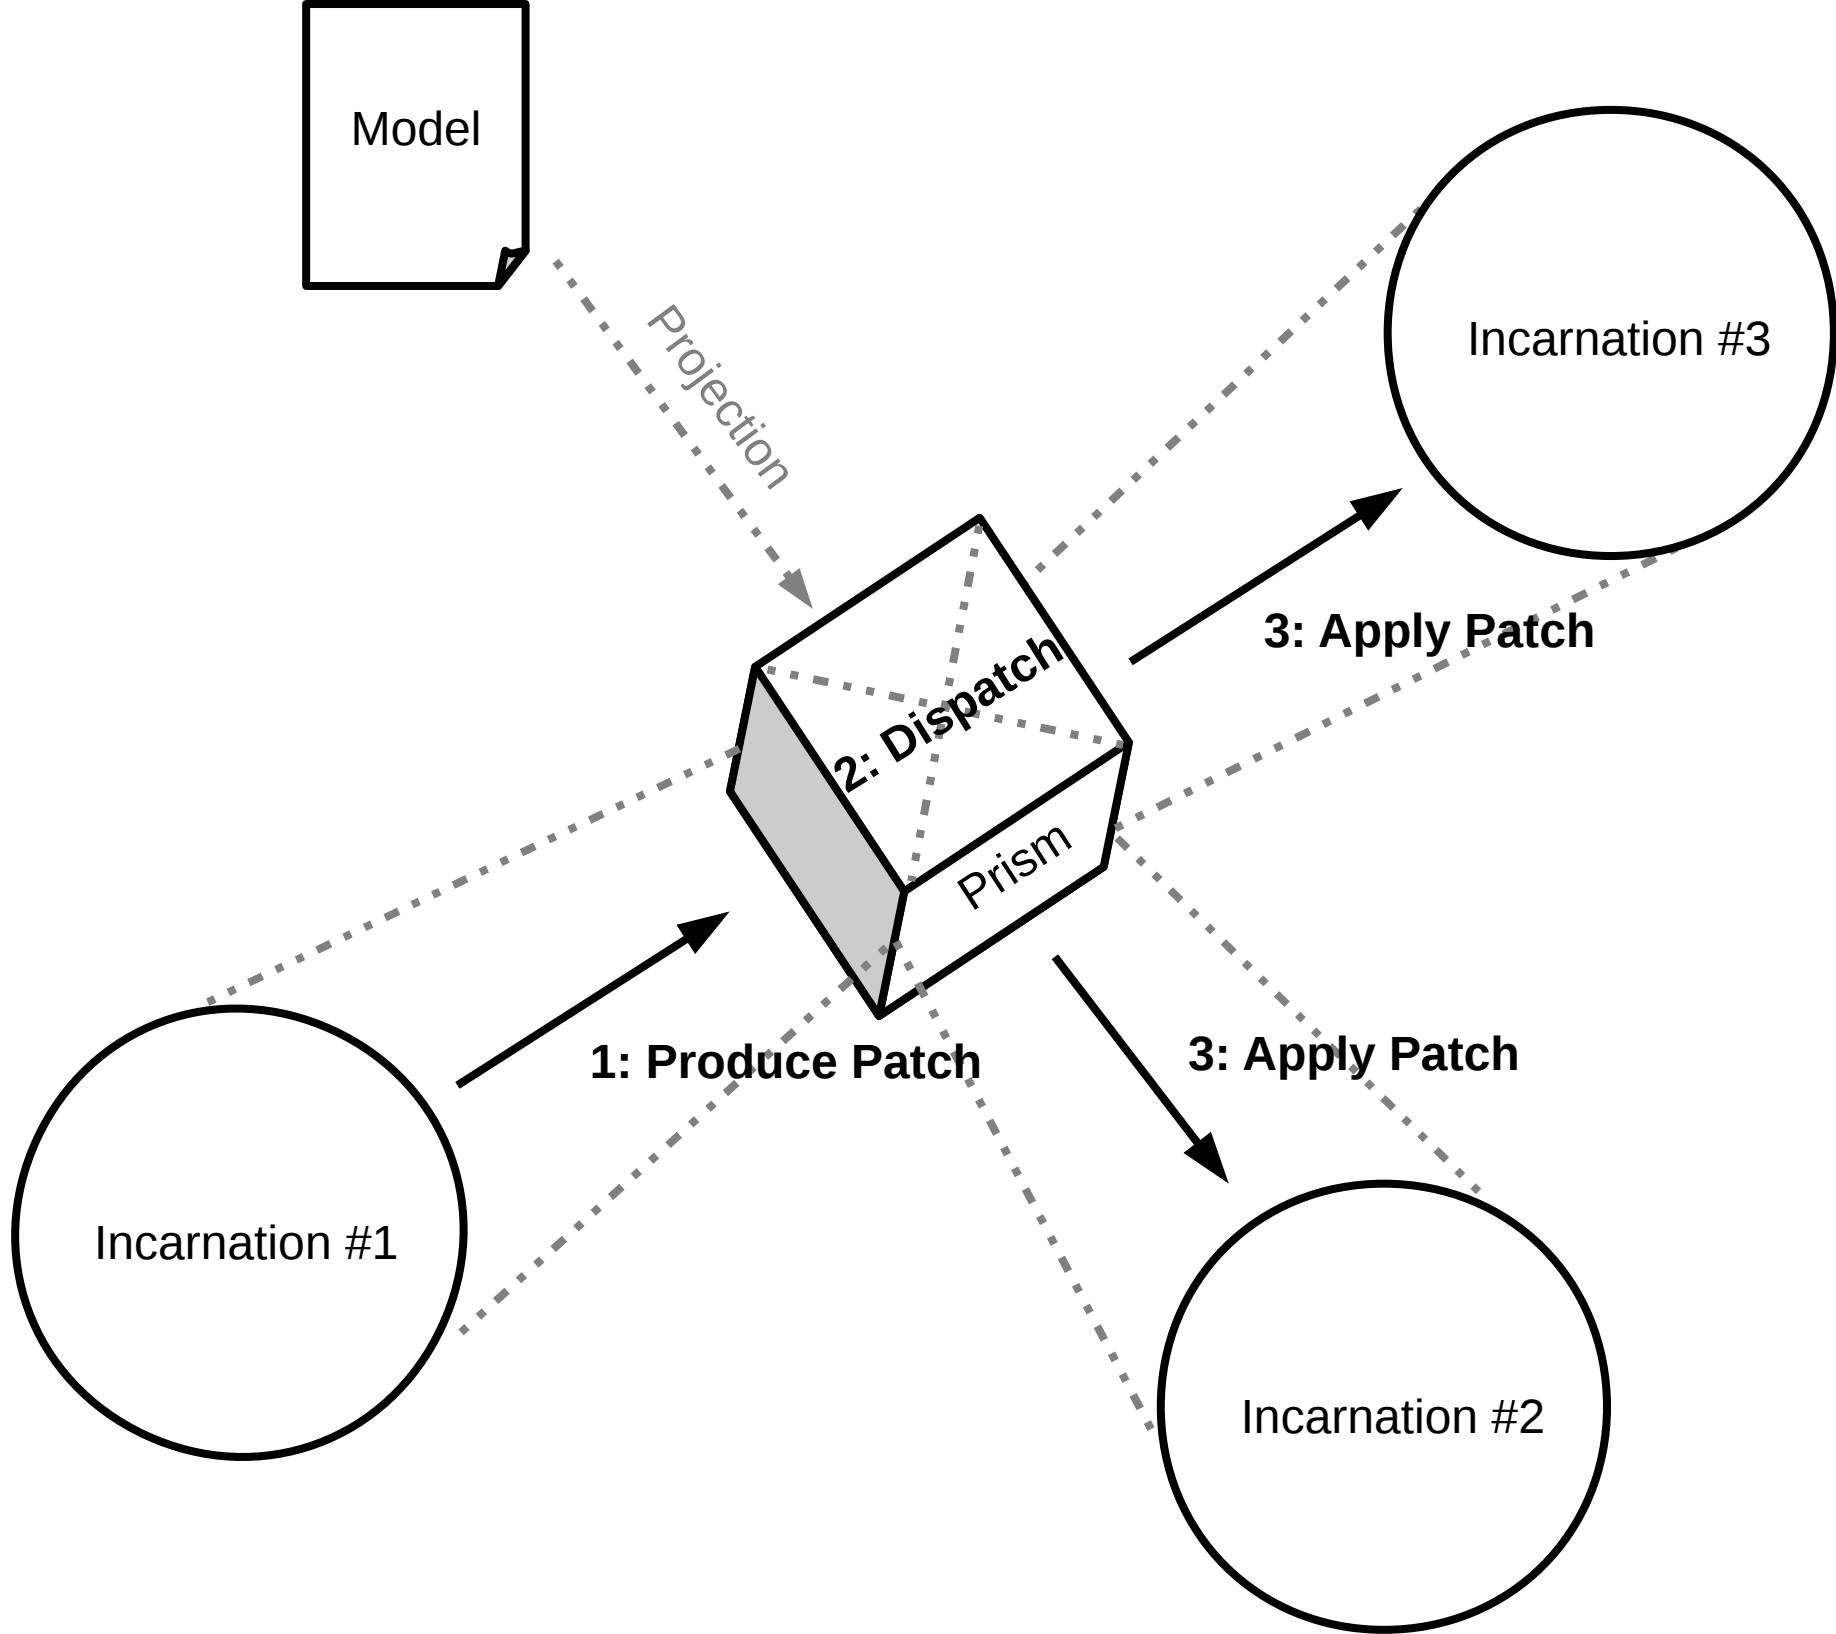 Model
Projection
Incarnation #3
3: Apply Patch
2: Dispatch
Prism
1: Produce Patch
3: Apply Patch
Incarnation #1
Incarnation #2